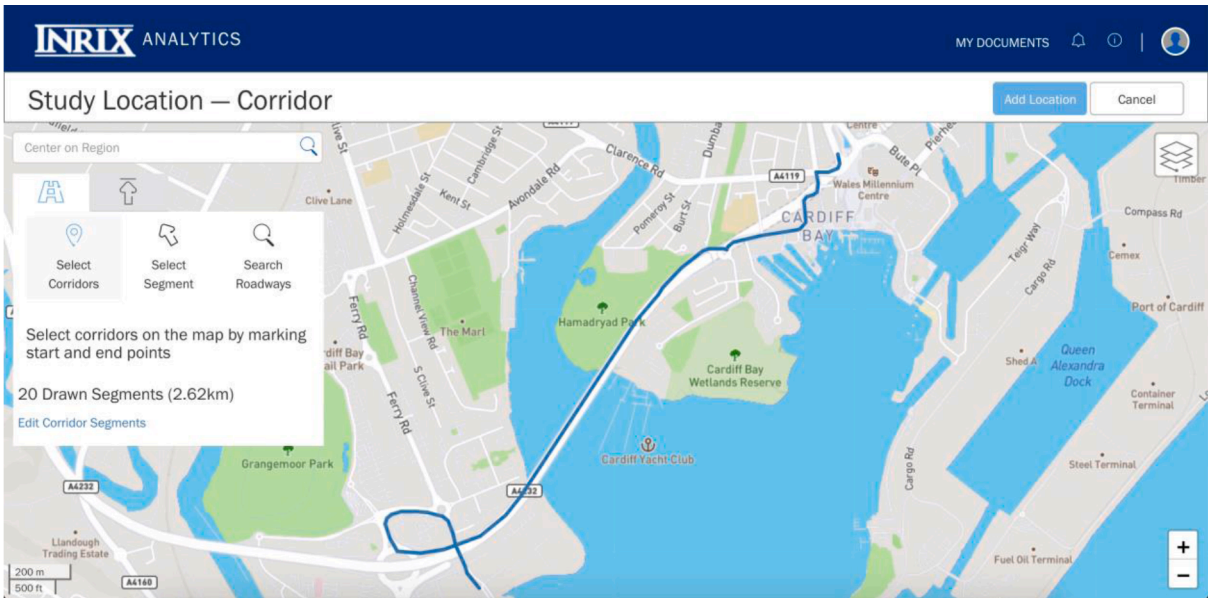 INRIX ANALYTICS
MY DOCUMENTS
Study Location — Corridor
Add Location
Cancel
Center on Region
Select
Corridors
Select
Segment
Search
Roadways
Select corridors on the map by marking
start and end points
20 Drawn Segments (2.62km)
Edit Corridor Segments
Clive Lane
Holmesdale St
Cambridge St
Kent St
Avondale Rd
Clarence Rd
Pomeroy St
Burt St
A4119
Centre
Bute Pl
Wales Millennium
Centre
CARDIFF
BAY
Timber
Compass Rd
Teigr Way
Cargo Rd
Cemex
Port of Cardiff
Ferry Rd
Channel View Rd
The Marl
S Clive St
Ferry Rd
Hamadryad Park
Cardiff Bay
Wetlands Reserve
Shed A
Queen
Alexandra
Dock
Container
Terminal
Cardiff Yacht Club
Cargo Rd
Steel Terminal
Grangemoor Park
A4232
A4232
Llandough
Trading Estate
A4160
Fuel Oil Terminal
200 m
500 ft
+
−